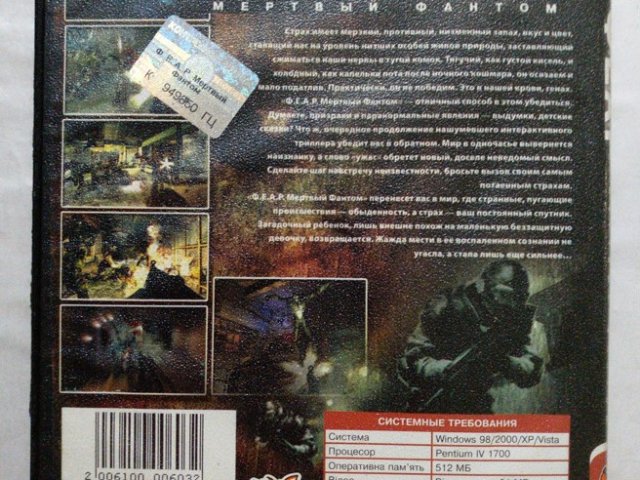 МЕРТВЫЙ ФАНТОМ
Ф.Е.А.Р. Мертвый
Фантом
К 949850 ГЦ
Страх имеет мерзкий, противный, низменный запах, вкус и цвет,
ставящий нас на уровень низших особей живой природы, заставляющий
сжиматься наши нервы в тугой комок. Тягучий, как густой кисель, и
холодный, как капельки пота после ночного кошмара, он осязаем и
мало податлив. Практически, он не победим. Это в нашей крови, генах.
«Ф.Е.А.Р. Мертвый Фантом» — отличный способ в этом убедиться.
Думаете, призраки и паранормальные явления — выдумки, детские
сказки? Что ж, очередное продолжение нашумевшего интерактивного
триллера убедит вас в обратном. Мир в одночасье вывернется
наизнанку, а слово «ужас» обретет новый, доселе неведомый смысл.
Сделайте шаг навстречу неизвестности, бросьте вызов своим самым
потаенным страхам.
«Ф.Е.А.Р. Мертвый Фантом» перенесет вас в мир, где странные, пугающие
происшествия — обыденность, а страх — ваш постоянный спутник.
Загадочный ребенок, лишь внешне похож на маленькую беззащитную
девочку, возвращается. Жажда мести в её воспаленном сознании не
угасла, а стала лишь еще сильнее...
СИСТЕМНЫЕ ТРЕБОВАНИЯ
Система Windows 98/2000/XP/Vista
Процессор Pentium IV 1700
Оперативна пам'ять 512 МБ
2 006100 006032